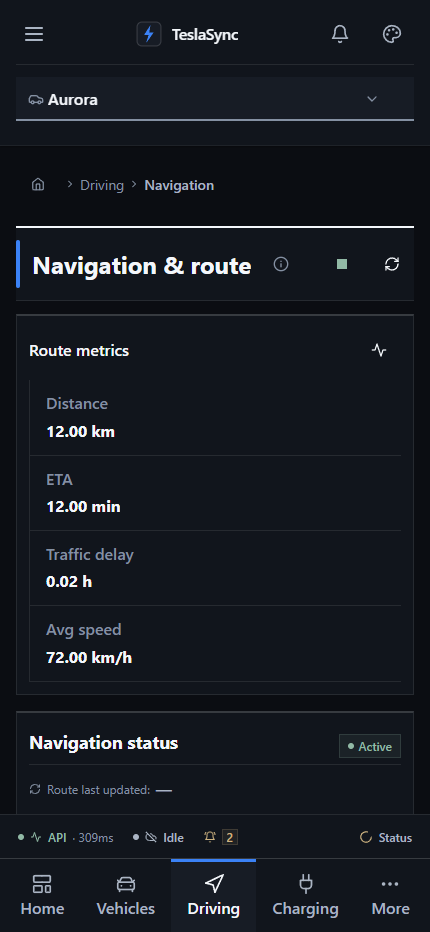 TeslaSync
Aurora
Driving
Navigation
Navigation & route
Route metrics
Distance
12.00 km
ETA
12.00 min
Traffic delay
0.02 h
Avg speed
72.00 km/h
Navigation status
Active
Route last updated: —
API · 309ms
Idle
2
Status
Home
Vehicles
Driving
Charging
More